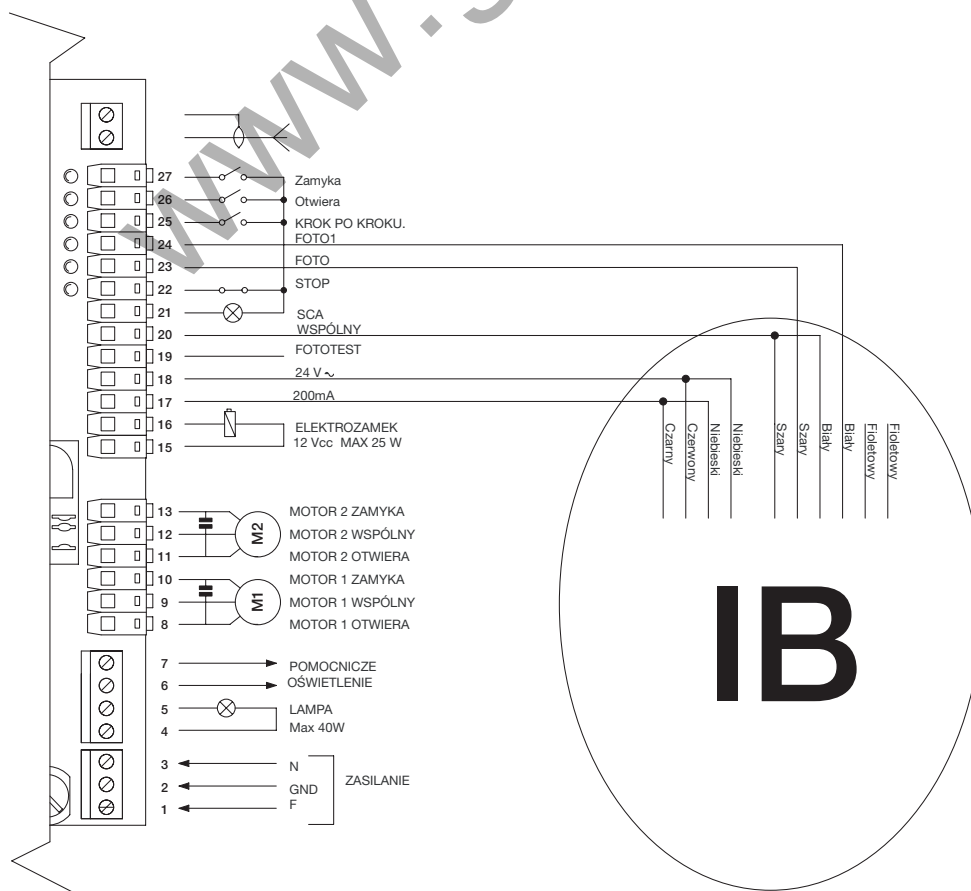 www.
27 Zamyka
26 Otwiera
25 KROK PO KROKU.
24 FOTO1
23 FOTO
22 STOP
21 SCA
20 WSPÓLNY
19 FOTOTEST
18 24 V ~
17 200mA
16 ELEKTROZAMEK
15 12 Vcc MAX 25 W
13 MOTOR 2 ZAMYKA
12 M2 MOTOR 2 WSPÓLNY
11 MOTOR 2 OTWIERA
10 MOTOR 1 ZAMYKA
9 M1 MOTOR 1 WSPÓLNY
8 MOTOR 1 OTWIERA
7 POMOCNICZE
6 OŚWIETLENIE
5 LAMPA
4 Max 40W
3 N
2 GND
1 F
ZASILANIE
Czarny
Czerwony
Niebieski
Niebieski
Szary
Szary
Biały
Biały
Fioletowy
Fioletowy
IB